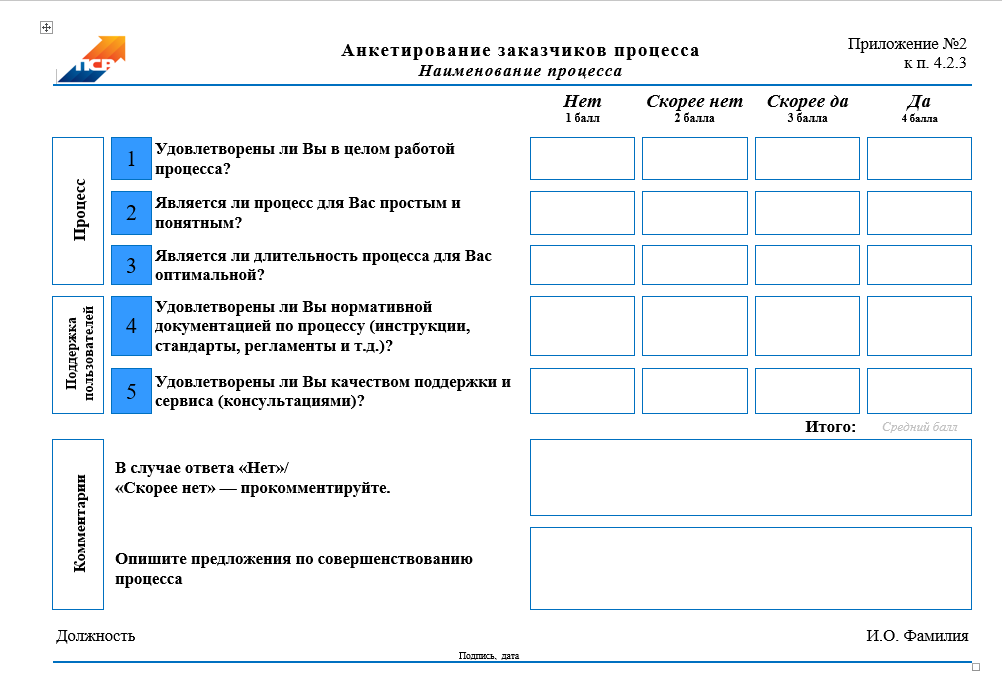 ПСР
Анкетирование заказчиков процесса
Наименование процесса
Приложение №2
к п. 4.2.3
Нет
1 балл
Скорее нет
2 балла
Скорее да
3 балла
Да
4 балла
Процесс
1
Удовлетворены ли Вы в целом работой
процесса?
2
Является ли процесс для Вас простым и
понятным?
3
Является ли длительность процесса для Вас
оптимальной?
Поддержка
пользователей
4
Удовлетворены ли Вы нормативной
документацией по процессу (инструкции,
стандарты, регламенты и т.д.)?
5
Удовлетворены ли Вы качеством поддержки и
сервиса (консультациями)?
Итого: Средний балл
Комментарии
В случае ответа «Нет»/
«Скорее нет» — прокомментируйте.
Опишите предложения по совершенствованию
процесса
Должность
И.О. Фамилия
Подпись, дата